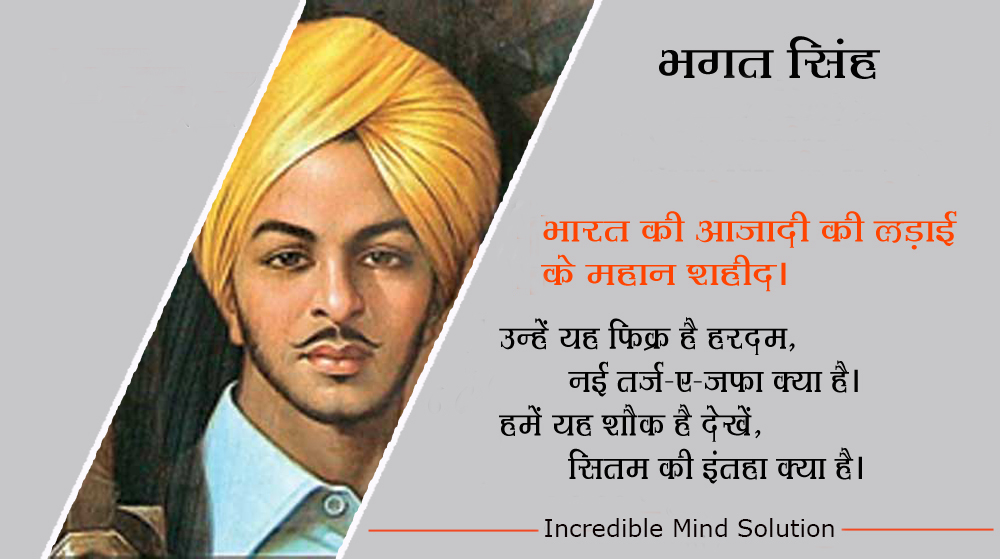 भगत सिंह
भारत की आजादी की लड़ाई
के महान शहीद।
उन्हें यह फिक्र है हरदम,
नई तर्ज-ए-जफा क्या है।
हमें यह शौक है देखें,
सितम की इंतहा क्या है।
Incredible Mind Solution